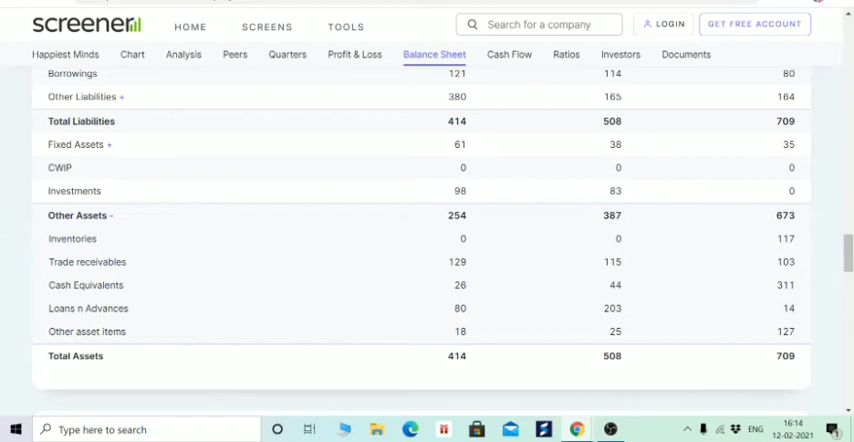 screener
HOME SCREENS TOOLS
Search for a company
LOGIN
GET FREE ACCOUNT
Happiest Minds Chart Analysis Peers Quarters Profit & Loss Balance Sheet Cash Flow Ratios Investors Documents
Borrowings 121 114 80
Other Liabilities + 380 165 164
Total Liabilities 414 508 709
Fixed Assets + 61 38 35
CWIP 0 0 0
Investments 98 83 0
Other Assets - 254 387 673
Inventories 0 0 117
Trade receivables 129 115 103
Cash Equivalents 26 44 311
Loans n Advances 80 203 14
Other asset items 18 25 127
Total Assets 414 508 709
Type here to search
ENG
16:14
12-02-2021